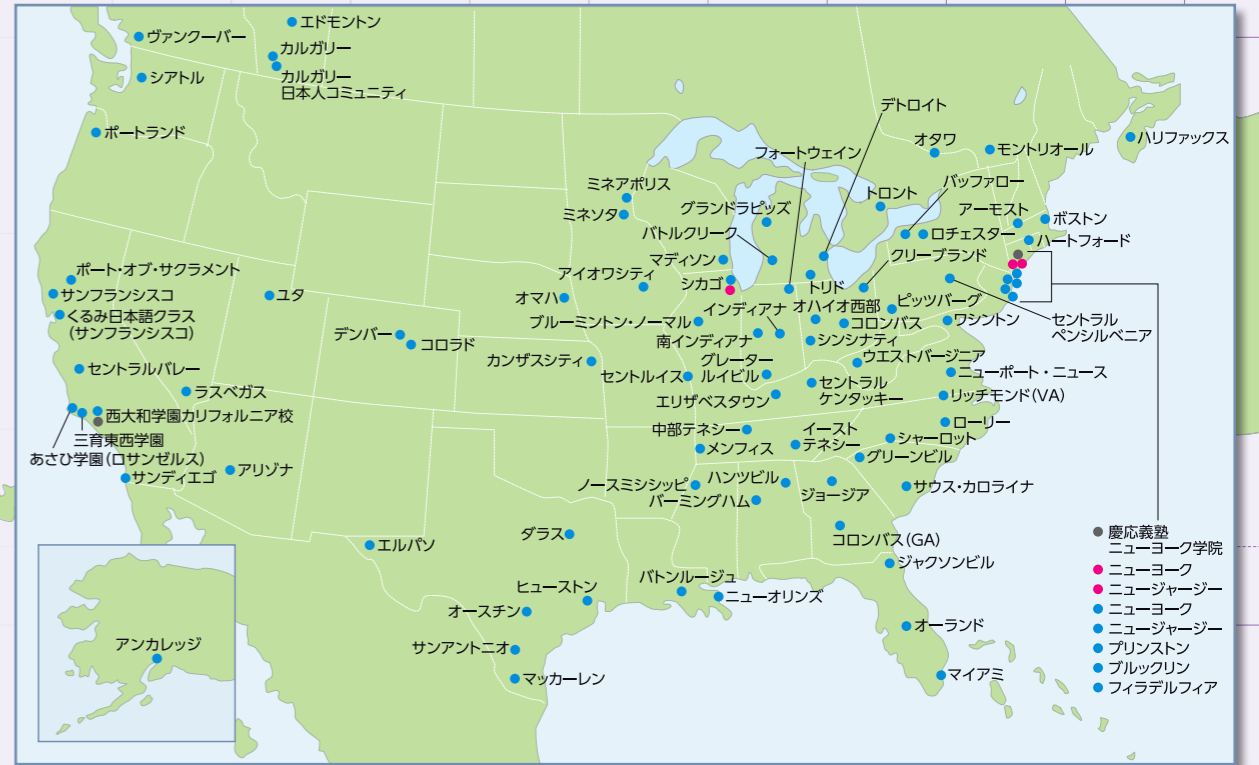 エドモントン
ヴァンクーバー
カルガリー
カルガリー
日本人コミュニティ
シアトル
ポートランド
デトロイト
オタワ
モントリオール
ハリファックス
フォートウェイン
バッファロー
ミネアポリス
ミネソタ
グランドラピッズ
トロント
アーモスト
ボストン
バトルクリーク
ロチェスター
ハートフォード
マディソン
クリーブランド
ポート・オブ・サクラメント
アイオワシティ
シカゴ
トリド
サンフランシスコ
ユタ
オマハ
インディアナ
オハイオ西部
ピッツバーグ
くるみ日本語クラス
(サンフランシスコ)
ブルーミントン・ノーマル
コロンバス
ワシントン
セントラル
ペンシルベニア
デンバー
コロラド
南インディアナ
シンシナティ
カンザスシティ
グレーター
ルイビル
ウエストバージニア
セントラルバレー
セントルイス
ニューポート・ニュース
ラスベガス
エリザベスタウン
セントラル
ケンタッキー
リッチモンド(VA)
西大和学園カリフォルニア校
三育東西学園
あさひ学園(ロサンゼルス)
中部テネシー
イースト
テネシー
ローリー
シャーロット
メンフィス
グリーンビル
サンディエゴ
アリゾナ
ノースミシシッピ
ハンツビル
ジョージア
サウス・カロライナ
バーミングハム
エルパソ
ダラス
コロンバス(GA)
ジャクソンビル
ヒューストン
バトンルージュ
ニューオリンズ
オースチン
オーランド
サンアントニオ
マッカーレン
マイアミ
アンカレッジ
慶応義塾
ニューヨーク学院
ニューヨーク
ニュージャージー
ニューヨーク
ニュージャージー
プリンストン
ブルックリン
フィラデルフィア